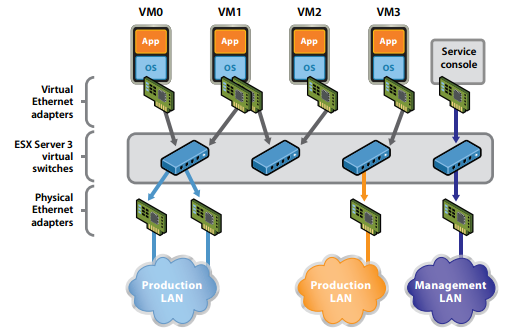 VM0
VM1
VM2
VM3
App
App
App
App
OS
OS
OS
OS
Service
console
Virtual
Ethernet
adapters
ESX Server 3
virtual
switches
Physical
Ethernet
adapters
Production
LAN
Production
LAN
Management
LAN